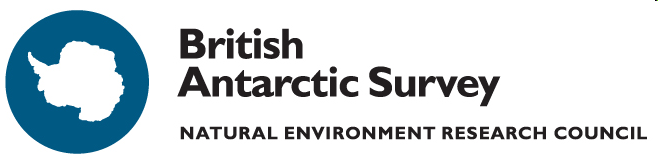 British
Antarctic Survey
NATURAL ENVIRONMENT RESEARCH COUNCIL